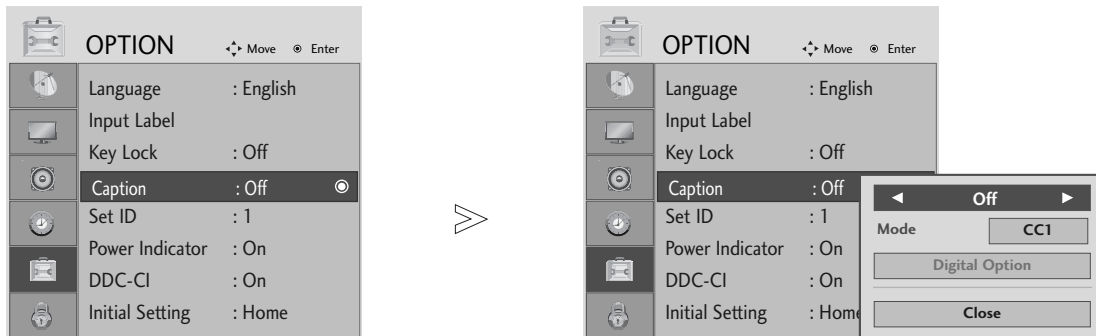 OPTION Move Enter
Language : English
Input Label
Key Lock : Off
Caption : Off
Set ID : 1
Power Indicator : On
DDC-CI : On
Initial Setting : Home
OPTION Move Enter
Language : English
Input Label
Key Lock : Off
Caption : Off
Set ID : 1
Power Indicator : On
DDC-CI : On
Initial Setting : Home
◄ Off ►
Mode CC1
Digital Option
Close